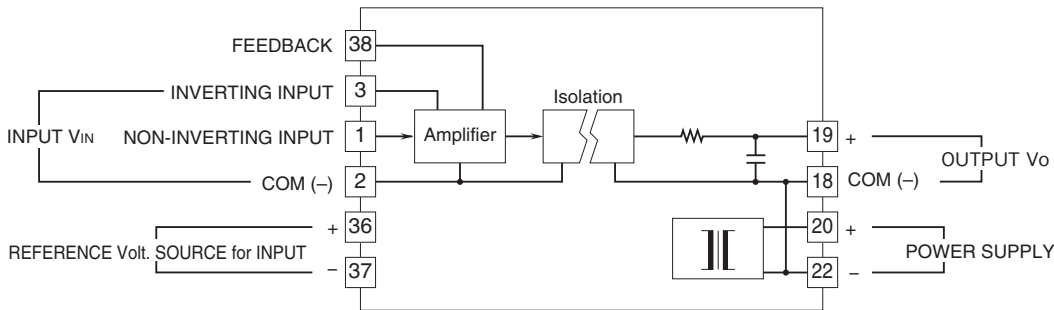 FEEDBACK 38
INVERTING INPUT 3
INPUT VIN
NON-INVERTING INPUT 1
COM (–) 2
+ 36
REFERENCE Volt. SOURCE for INPUT
– 37
Amplifier
Isolation
19 +
OUTPUT Vo
18 COM (–)
20 +
POWER SUPPLY
22 –